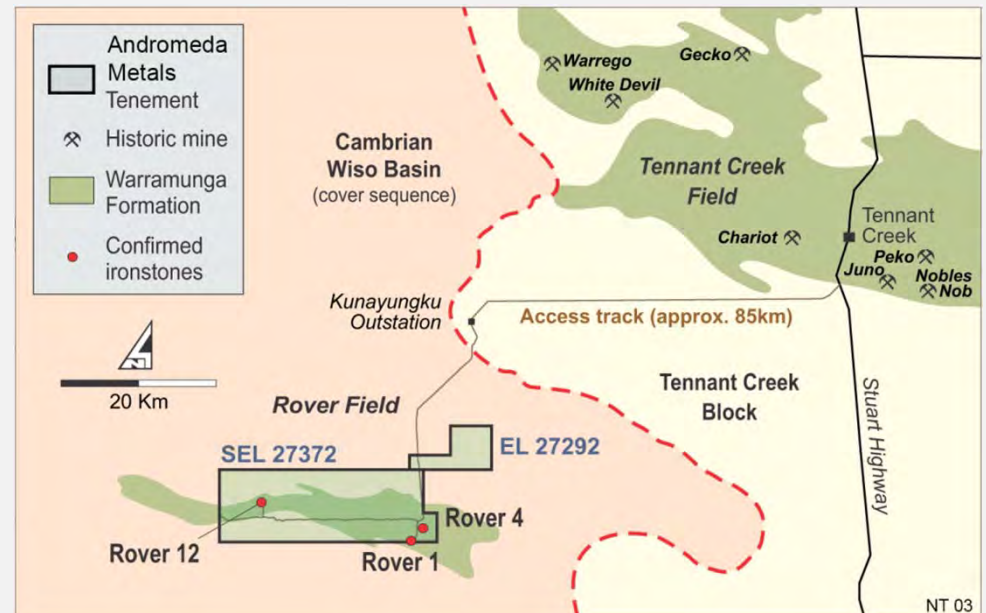 Andromeda
Metals
Tenement
Historic mine
Warramunga
Formation
Confirmed
ironstones
N
20 Km
Warrego
White Devil
Gecko
Cambrian
Wiso Basin
(cover sequence)
Tennant Creek
Field
Chariot
Tennant
Creek
Peko
Juno
Nobles
Nob
Kunayungku
Outstation
Access track (approx. 85km)
Tennant Creek
Block
Stuart Highway
Rover Field
SEL 27372
EL 27292
Rover 4
Rover 12
Rover 1
NT 03